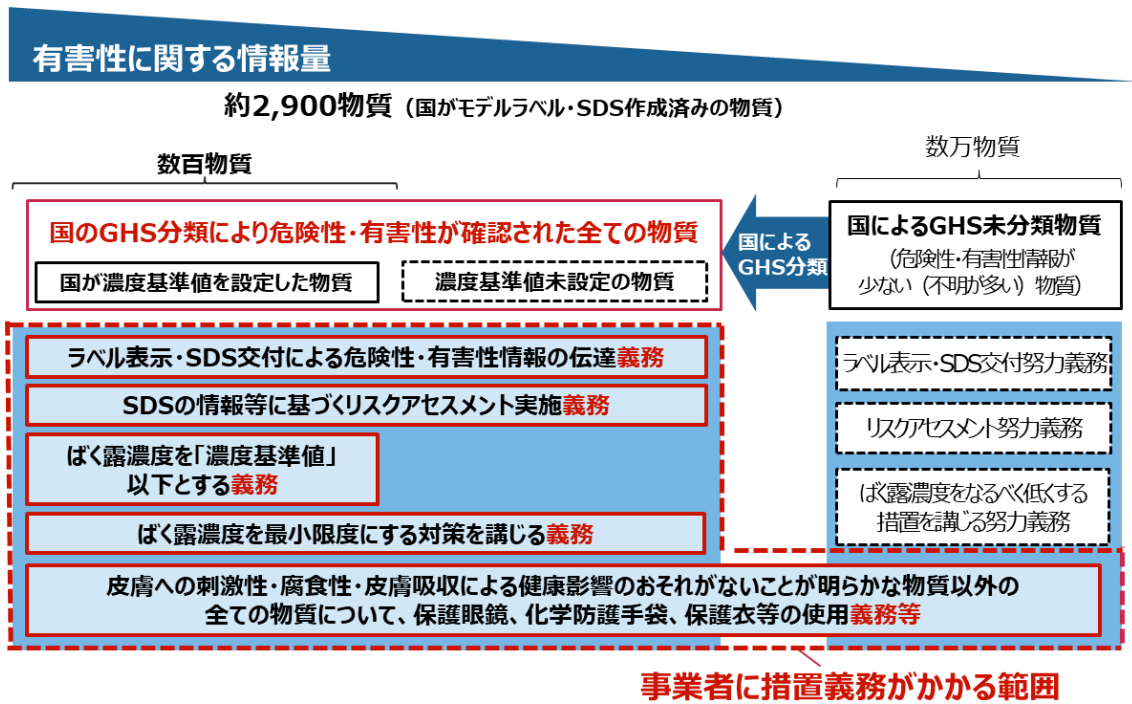 有害性に関する情報量
約2,900物質（国がモデルラベル・SDS作成済みの物質）
数百物質
数万物質
国のGHS分類により危険性・有害性が確認された全ての物質
国が濃度基準値を設定した物質
濃度基準値未設定の物質
国による
GHS分類
国によるGHS未分類物質
（危険性・有害性情報が
少ない（不明が多い）物質）
ラベル表示・SDS交付による危険性・有害性情報の伝達義務
SDSの情報等に基づくリスクアセスメント実施義務
ばく露濃度を「濃度基準値」
以下とする義務
ばく露濃度を最小限度にする対策を講じる義務
ラベル表示・SDS交付努力義務
リスクアセスメント努力義務
ばく露濃度をなるべく低くする
措置を講じる努力義務
皮膚への刺激性・腐食性・皮膚吸収による健康影響のおそれがないことが明らかな物質以外の
全ての物質について、保護眼鏡、化学防護手袋、保護衣等の使用義務等
事業者に措置義務がかかる範囲